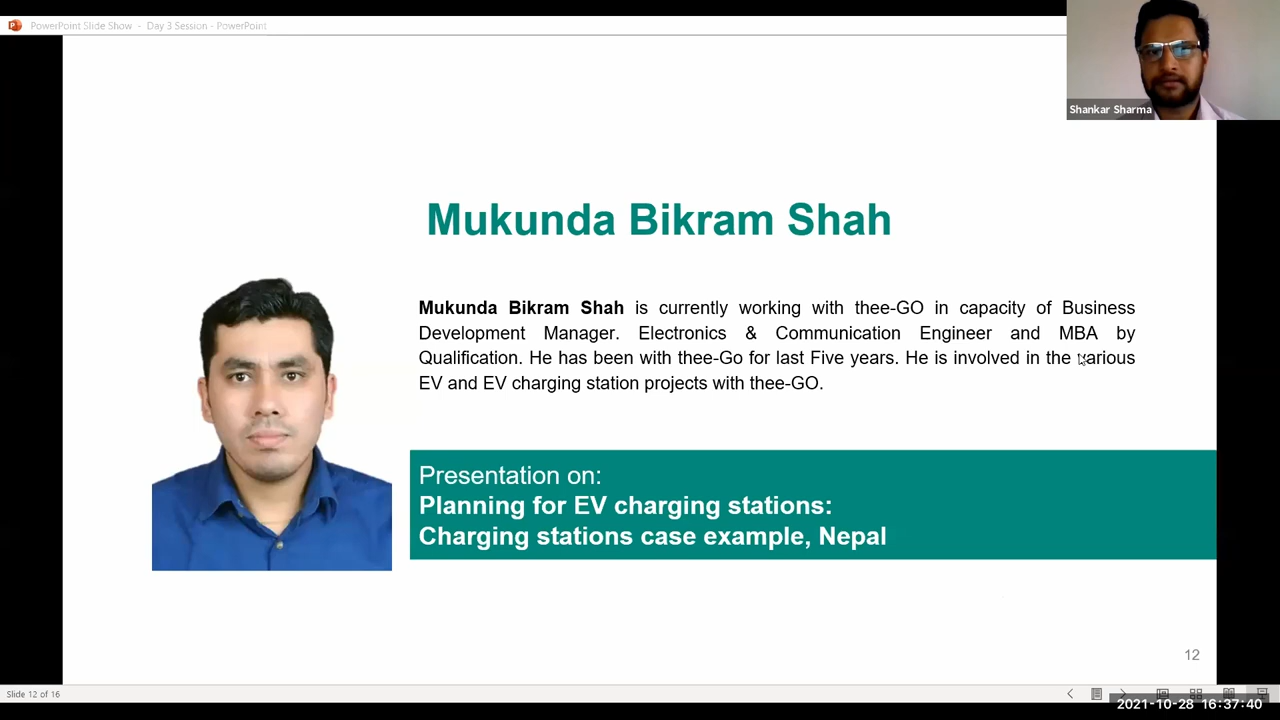 PowerPoint Slide Show - Day 3 Session - PowerPoint
Shankar Sharma
Mukunda Bikram Shah
Mukunda Bikram Shah is currently working with thee-GO in capacity of Business
Development Manager. Electronics & Communication Engineer and MBA by
Qualification. He has been with thee-Go for last Five years. He is involved in the various
EV and EV charging station projects with thee-GO.
Presentation on:
Planning for EV charging stations:
Charging stations case example, Nepal
12
Slide 12 of 16
2021-10-28 16:37:40